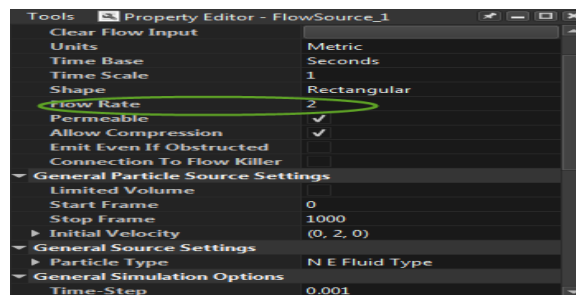 Tools Property Editor - FlowSource_1
Clear Flow Input
Units Metric
Time Base Seconds
Time Scale 1
Shape Rectangular
Flow Rate 2
Permeable
Allow Compression
Emit Even If Obstructed
Connection To Flow Killer
General Particle Source Settings
Limited Volume
Start Frame 0
Stop Frame 1000
Initial Velocity (0, 2, 0)
General Source Settings
Particle Type N E Fluid Type
General Simulation Options
Time-Step 0.001